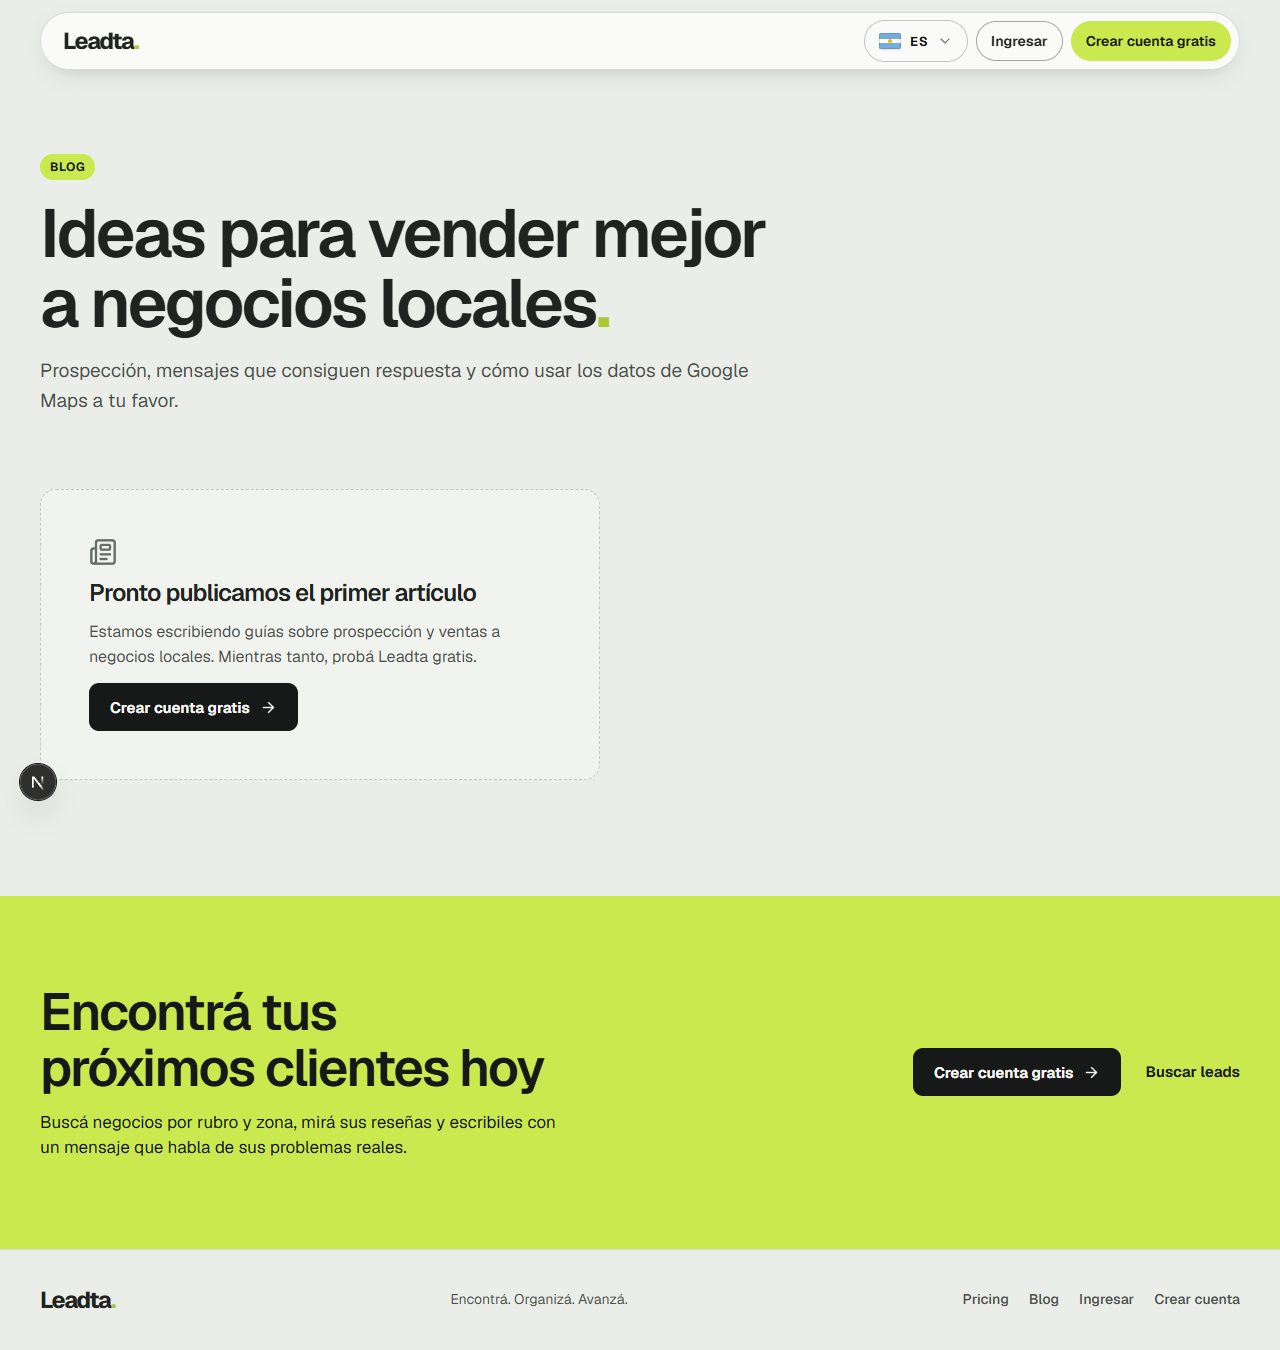 Leadta.
ES
Ingresar
Crear cuenta gratis
BLOG
Ideas para vender mejor
a negocios locales.
Prospección, mensajes que consiguen respuesta y cómo usar los datos de Google
Maps a tu favor.
Pronto publicamos el primer artículo
Estamos escribiendo guías sobre prospección y ventas a
negocios locales. Mientras tanto, probá Leadta gratis.
Crear cuenta gratis
N
Encontrá tus
próximos clientes hoy
Buscá negocios por rubro y zona, mirá sus reseñas y escribiles con
un mensaje que habla de sus problemas reales.
Crear cuenta gratis
Buscar leads
Leadta.
Encontrá. Organizá. Avanzá.
Pricing
Blog
Ingresar
Crear cuenta